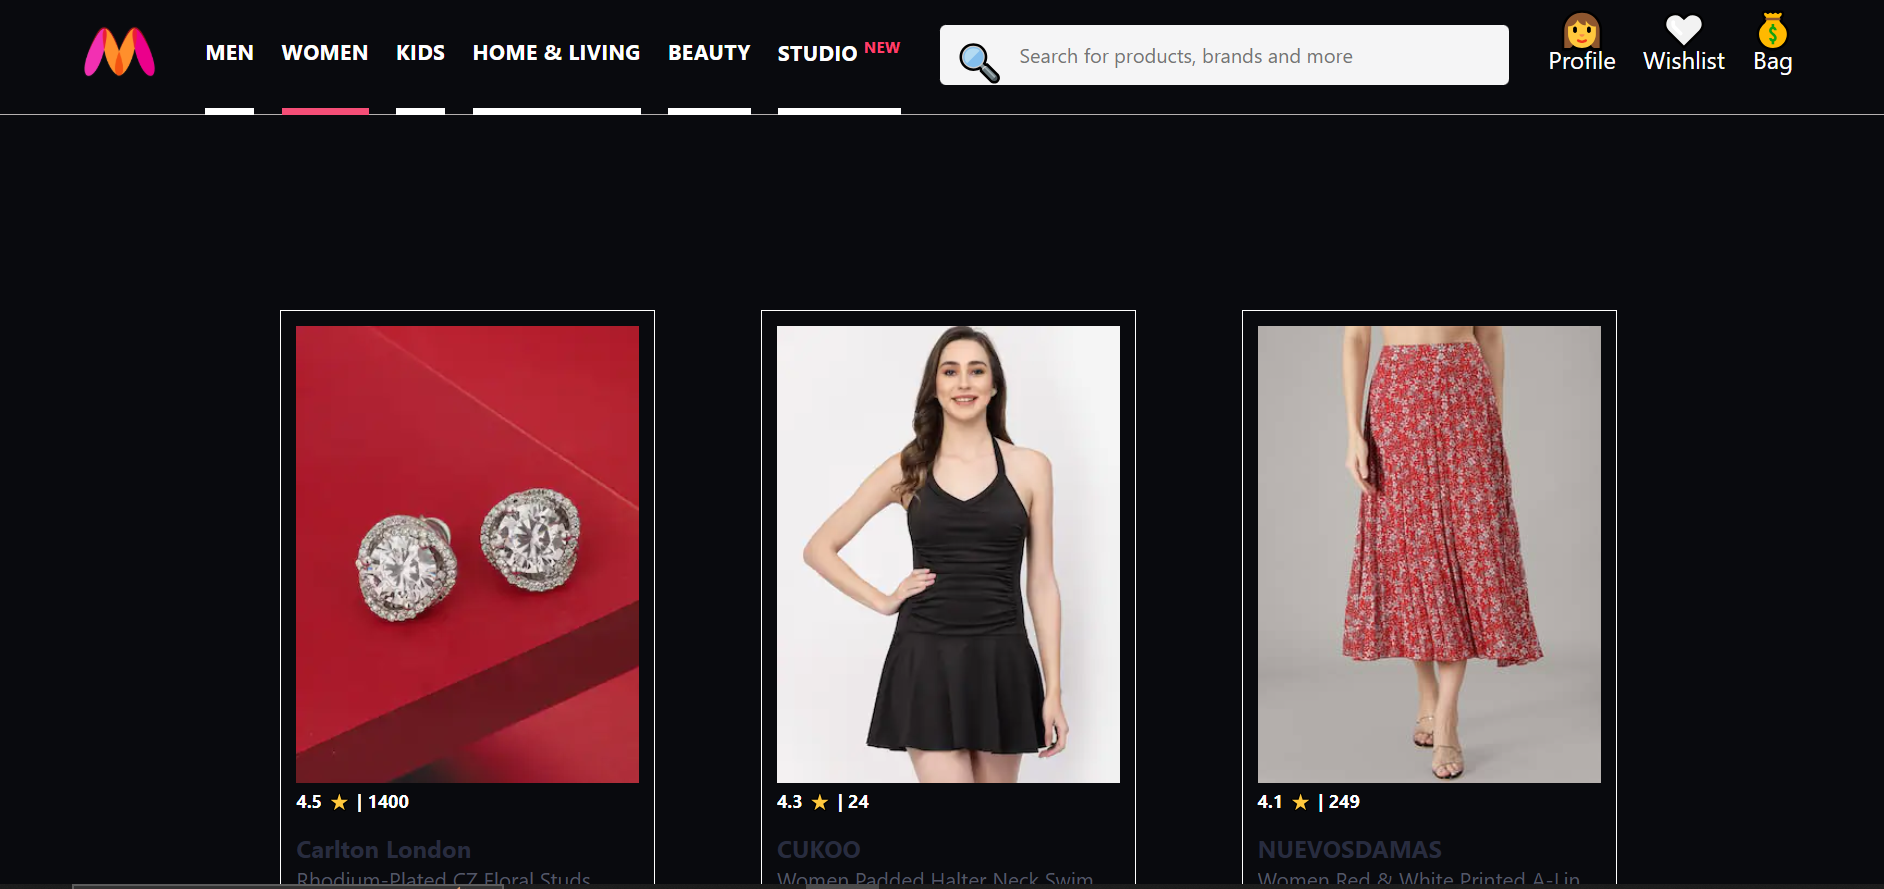 MEN WOMEN KIDS HOME & LIVING BEAUTY STUDIO NEW
Search for products, brands and more
Profile Wishlist Bag
4.5 ★ | 1400
Carlton London
Rhodium-Plated CZ Floral Studs
4.3 ★ | 24
CUKOO
Women Padded Halter Neck Swim
4.1 ★ | 249
NUEVOSDAMAS
Women Red & White Printed A-Lin